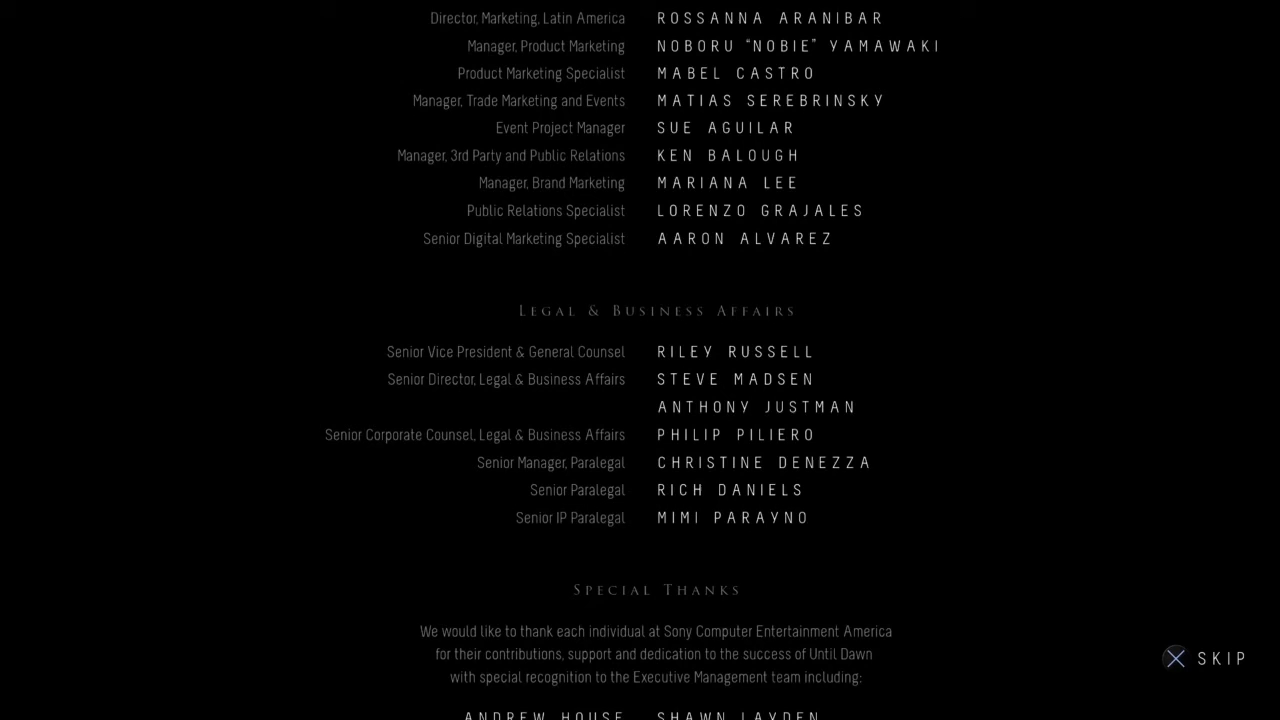 Director, Marketing, Latin America ROSSANNA ARANIBAR
Manager, Product Marketing NOBORU “NOBIE” YAMAWAKI
Product Marketing Specialist MABEL CASTRO
Manager, Trade Marketing and Events MATIAS SEREBRINSKY
Event Project Manager SUE AGUILAR
Manager, 3rd Party and Public Relations KEN BALOUGH
Manager, Brand Marketing MARIANA LEE
Public Relations Specialist LORENZO GRAJALES
Senior Digital Marketing Specialist AARON ALVAREZ
LEGAL & BUSINESS AFFAIRS
Senior Vice President & General Counsel RILEY RUSSELL
Senior Director, Legal & Business Affairs STEVE MADSEN
ANTHONY JUSTMAN
Senior Corporate Counsel, Legal & Business Affairs PHILIP PILIERO
Senior Manager, Paralegal CHRISTINE DENEZZA
Senior Paralegal RICH DANIELS
Senior IP Paralegal MIMI PARAYNO
SPECIAL THANKS
We would like to thank each individual at Sony Computer Entertainment America
for their contributions, support and dedication to the success of Until Dawn
with special recognition to the Executive Management team including:
SKIP
ANDREW HOUSE SHAWN LAYDEN